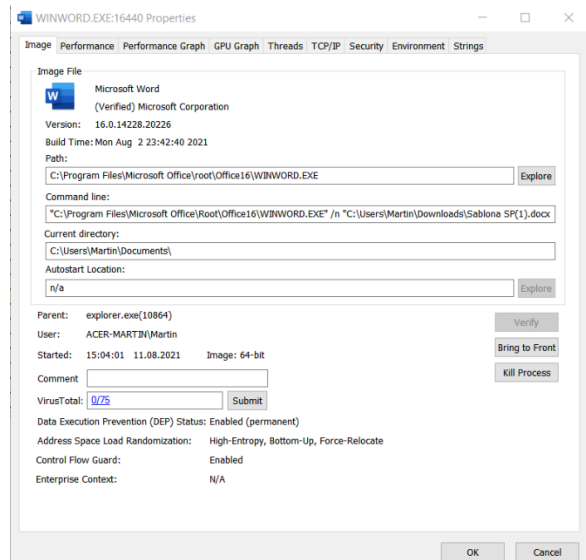 WINWORD.EXE:16440 Properties
Image Performance Performance Graph GPU Graph Threads TCP/IP Security Environment Strings
Image File
Microsoft Word
(Verified) Microsoft Corporation
Version: 16.0.14228.20226
Build Time: Mon Aug 2 23:42:40 2021
Path:
C:\Program Files\Microsoft Office\root\Office16\WINWORD.EXE Explore
Command line:
"C:\Program Files\Microsoft Office\Root\Office16\WINWORD.EXE" /n "C:\Users\Martin\Downloads\Sablona SP(1).docx
Current directory:
C:\Users\Martin\Documents\
Autostart Location:
n/a Explore
Parent: explorer.exe(10864) Verify
User: ACER-MARTIN\Martin
Started: 15:04:01 11.08.2021 Image: 64-bit Bring to Front
Comment Kill Process
VirusTotal: 0/75 Submit
Data Execution Prevention (DEP) Status: Enabled (permanent)
Address Space Load Randomization: High-Entropy, Bottom-Up, Force-Relocate
Control Flow Guard: Enabled
Enterprise Context: N/A
OK Cancel